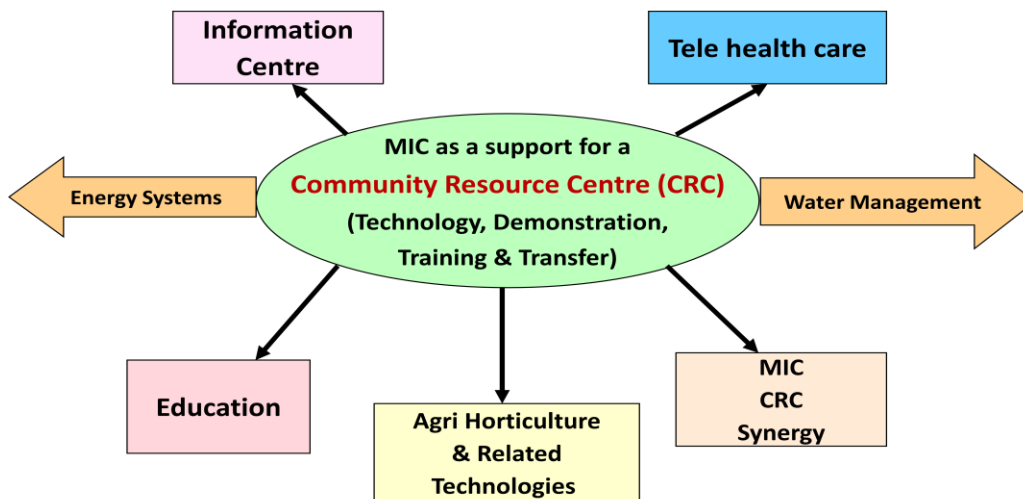 Information
Centre
Tele health care
MIC as a support for a
Community Resource Centre (CRC)
(Technology, Demonstration,
Training & Transfer)
Energy Systems
Water Management
Education
Agri Horticulture
& Related
Technologies
MIC
CRC
Synergy